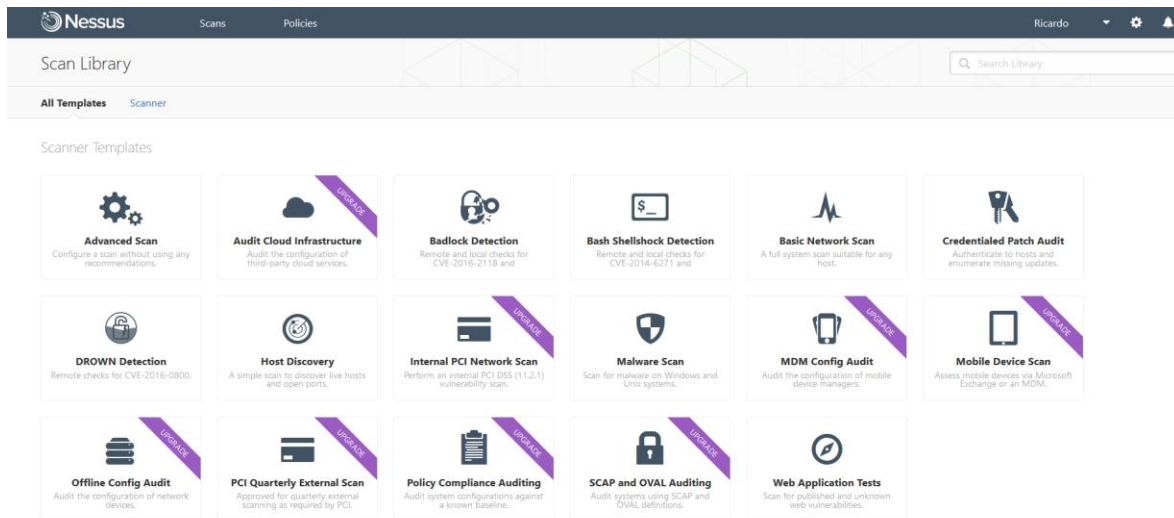 Nessus Scans Policies Ricardo
Scan Library Search Library
All Templates Scanner
Scanner Templates
Advanced Scan
Configure a scan without using any
recommendations.
UPGRADE
Audit Cloud Infrastructure
Audit the configuration of
third-party cloud services.
Badlock Detection
Remote and local checks for
CVE-2016-2118 and
$_
Bash Shellshock Detection
Remote and local checks for
CVE-2014-6271 and
Basic Network Scan
A full system scan suitable for any
host.
Credentialed Patch Audit
Authenticate to hosts and
enumerate missing updates.
DROWN Detection
Remote checks for CVE-2016-0800.
Host Discovery
A simple scan to discover live hosts
and open ports.
UPGRADE
Internal PCI Network Scan
Perform an internal PCI DSS (11.2.1)
vulnerability scan.
Malware Scan
Scan for malware on Windows and
Unix systems.
UPGRADE
MDM Config Audit
Audit the configuration of mobile
device managers.
UPGRADE
Mobile Device Scan
Assess mobile devices via Microsoft
Exchange or an MDM.
UPGRADE
Offline Config Audit
Audit the configuration of network
devices.
UPGRADE
PCI Quarterly External Scan
Approved for quarterly external
scanning as required by PCI.
UPGRADE
Policy Compliance Auditing
Audit system configurations against
a known baseline.
UPGRADE
SCAP and OVAL Auditing
Audit systems using SCAP and
OVAL definitions.
Web Application Tests
Scan for published and unknown
web vulnerabilities.